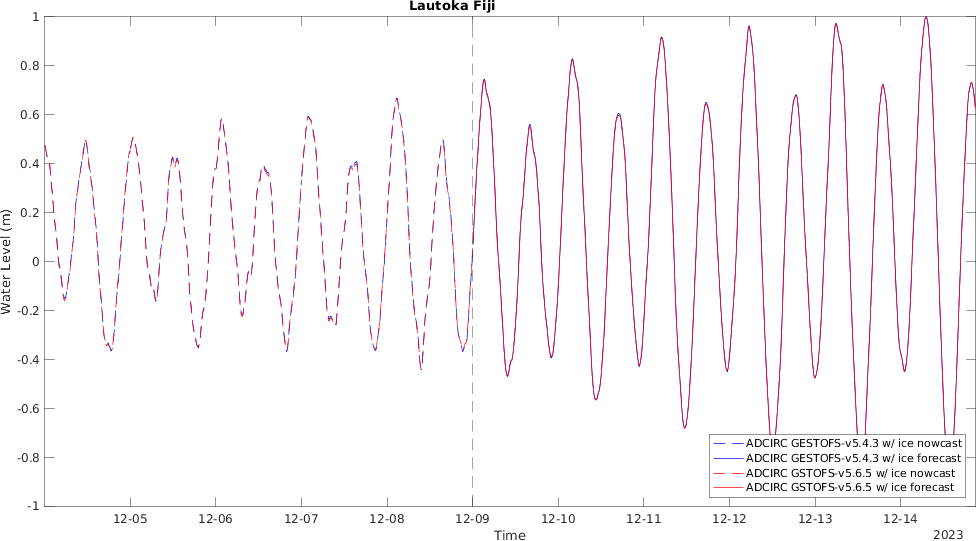 Lautoka Fiji
Water Level (m)
1
0.8
0.6
0.4
0.2
0
-0.2
-0.4
-0.6
-0.8
-1
ADCIRC GESTOFS-v5.4.3 w/ ice nowcast
ADCIRC GESTOFS-v5.4.3 w/ ice forecast
ADCIRC GSTOFS-v5.6.5 w/ ice nowcast
ADCIRC GSTOFS-v5.6.5 w/ ice forecast
12-05 12-06 12-07 12-08 12-09 12-10 12-11 12-12 12-13 12-14
Time
2023